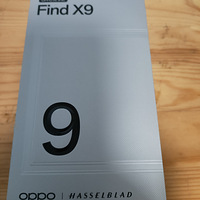 Find X9
9
oppo | HASSELBLAD